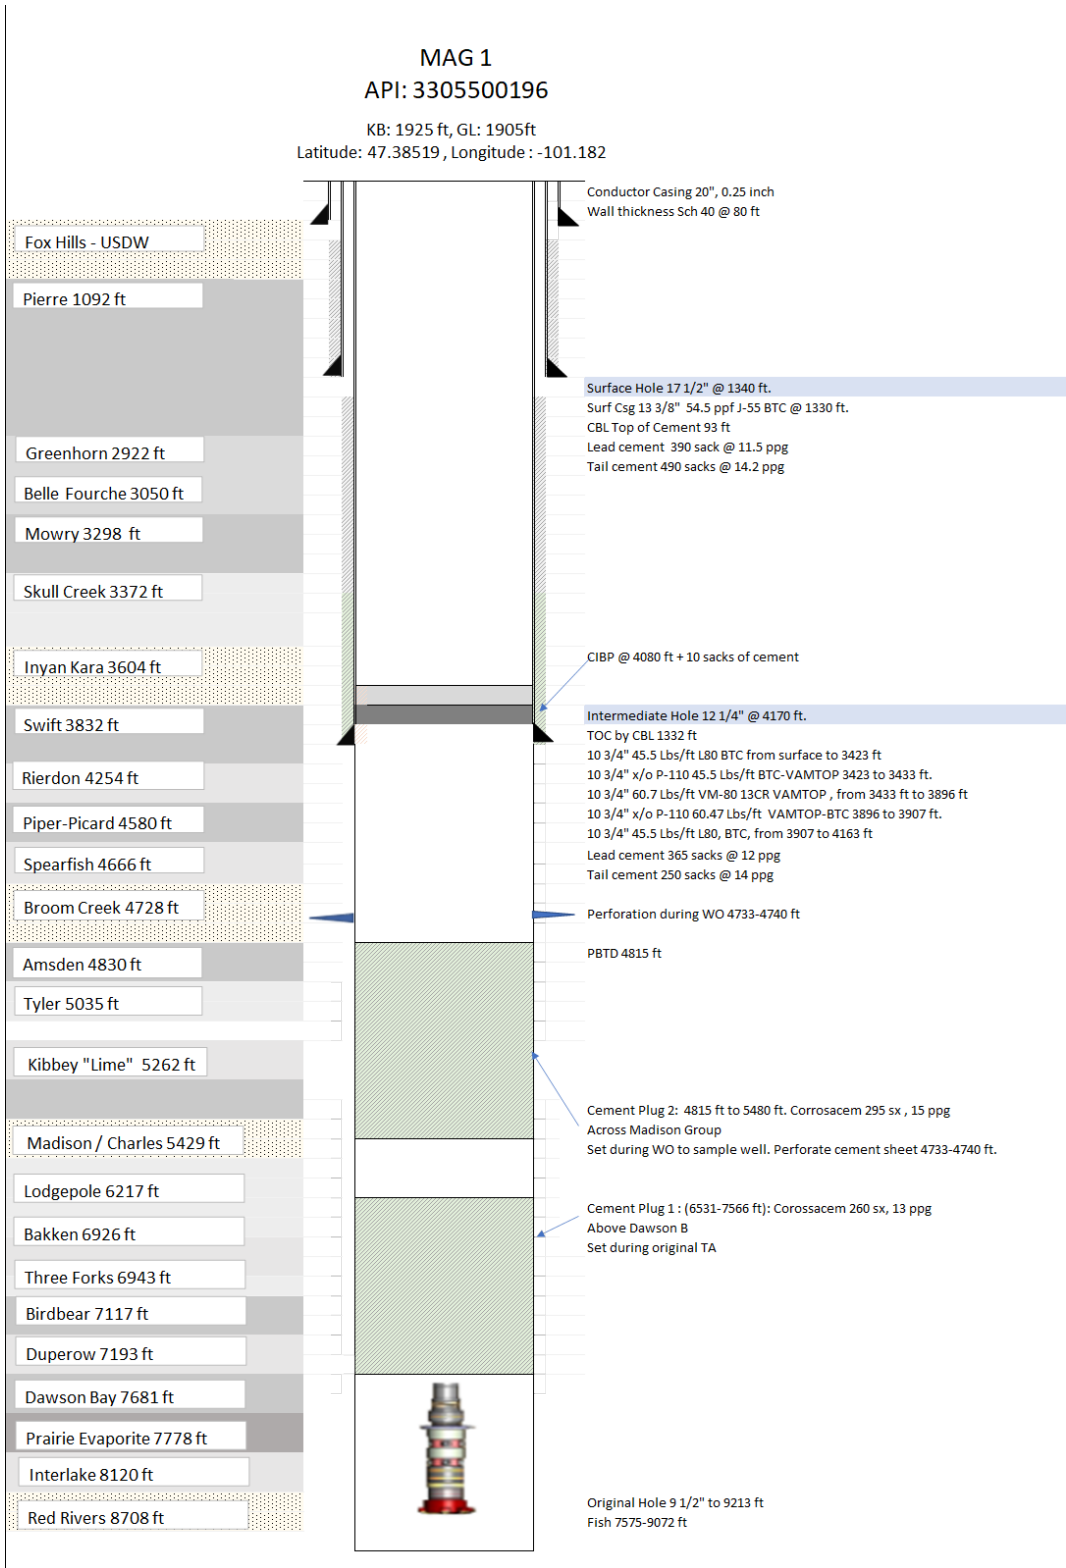 MAG 1
API: 3305500196
KB: 1925 ft, GL: 1905ft
Latitude: 47.38519 , Longitude : -101.182
Conductor Casing 20", 0.25 inch
Wall thickness Sch 40 @ 80 ft
Fox Hills - USDW
Pierre 1092 ft
Surface Hole 17 1/2" @ 1340 ft.
Surf Csg 13 3/8" 54.5 ppf J-55 BTC @ 1330 ft.
CBL Top of Cement 93 ft
Lead cement 390 sack @ 11.5 ppg
Tail cement 490 sacks @ 14.2 ppg
Greenhorn 2922 ft
Belle Fourche 3050 ft
Mowry 3298 ft
Skull Creek 3372 ft
Inyan Kara 3604 ft
CIBP @ 4080 ft + 10 sacks of cement
Swift 3832 ft
Intermediate Hole 12 1/4" @ 4170 ft.
TOC by CBL 1332 ft
10 3/4" 45.5 Lbs/ft L80 BTC from surface to 3423 ft
10 3/4" x/o P-110 45.5 Lbs/ft BTC-VAMTOP 3423 to 3433 ft.
10 3/4" 60.7 Lbs/ft VM-80 13CR VAMTOP , from 3433 ft to 3896 ft
10 3/4" x/o P-110 60.47 Lbs/ft VAMTOP-BTC 3896 to 3907 ft.
10 3/4" 45.5 Lbs/ft L80, BTC, from 3907 to 4163 ft
Lead cement 365 sacks @ 12 ppg
Tail cement 250 sacks @ 14 ppg
Rierdon 4254 ft
Piper-Picard 4580 ft
Spearfish 4666 ft
Broom Creek 4728 ft
Perforation during WO 4733-4740 ft
PBTD 4815 ft
Amsden 4830 ft
Tyler 5035 ft
Kibbey "Lime" 5262 ft
Cement Plug 2: 4815 ft to 5480 ft. Corrosacem 295 sx , 15 ppg
Across Madison Group
Set during WO to sample well. Perforate cement sheet 4733-4740 ft.
Madison / Charles 5429 ft
Lodgepole 6217 ft
Cement Plug 1 : (6531-7566 ft): Corossacem 260 sx, 13 ppg
Above Dawson B
Set during original TA
Bakken 6926 ft
Three Forks 6943 ft
Birdbear 7117 ft
Duperow 7193 ft
Dawson Bay 7681 ft
Prairie Evaporite 7778 ft
Interlake 8120 ft
Red Rivers 8708 ft
Original Hole 9 1/2" to 9213 ft
Fish 7575-9072 ft